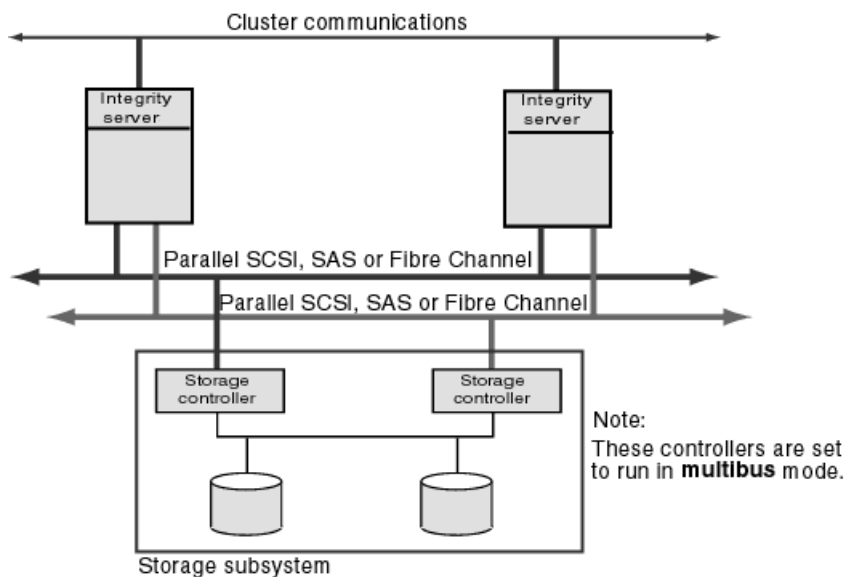 Cluster communications
Integrity
server
Integrity
server
Parallel SCSI, SAS or Fibre Channel
Parallel SCSI, SAS or Fibre Channel
Storage
controller
Storage
controller
Note:
These controllers are set
to run in multibus mode.
Storage subsystem